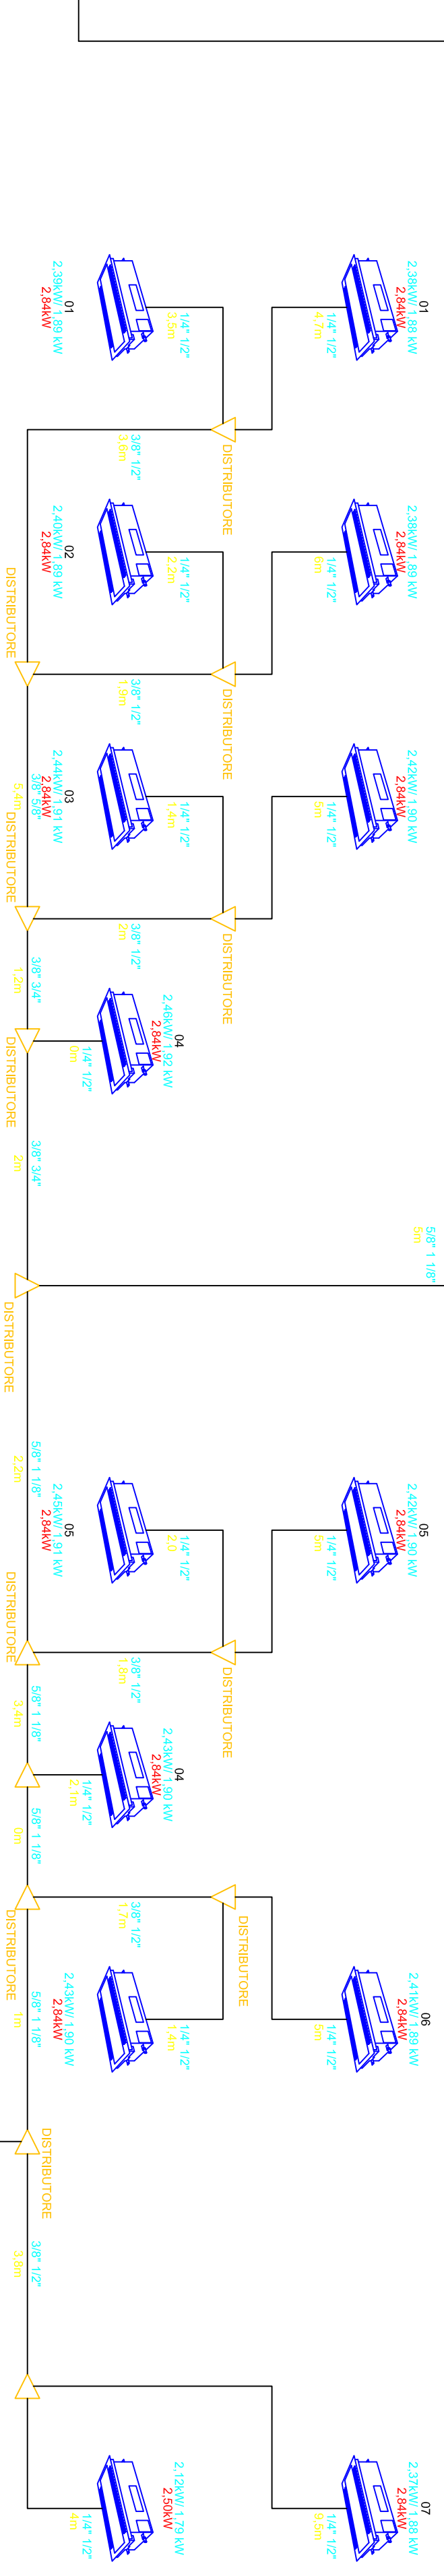 01
2,38kW/ 1,88 kW
2,84kW
1/4" 1/2"
4,7m
01
2,39kW/ 1,89 kW
2,84kW
1/4" 1/2"
3,5m
DISTRIBUTORE
3/8" 1/2"
3,6m
02
2,38kW/ 1,89 kW
2,84kW
1/4" 1/2"
6m
02
2,40kW/ 1,89 kW
2,84kW
1/4" 1/2"
2,2m
DISTRIBUTORE
3/8" 1/2"
1,9m
DISTRIBUTORE
03
2,42kW/ 1,90 kW
2,84kW
1/4" 1/2"
5m
03
2,44kW/ 1,91 kW
2,84kW
1/4" 1/2"
1,4m
3/8" 5/8"
5,4m
DISTRIBUTORE
3/8" 1/2"
2m
DISTRIBUTORE
3/8" 3/4"
1,2m
04
2,46kW/ 1,92 kW
2,84kW
1/4" 1/2"
0m
DISTRIBUTORE
3/8" 3/4"
2m
5/8" 1 1/8"
5m
DISTRIBUTORE
5/8" 1 1/8"
2,2m
05
2,42kW/ 1,90 kW
2,84kW
1/4" 1/2"
5m
05
2,45kW/ 1,91 kW
2,84kW
1/4" 1/2"
2,0
DISTRIBUTORE
3/8" 1/2"
1,8m
DISTRIBUTORE
5/8" 1 1/8"
3,4m
04
2,43kW/ 1,90 kW
2,84kW
1/4" 1/2"
2,1m
5/8" 1 1/8"
0m
DISTRIBUTORE
3/8" 1/2"
1,7m
DISTRIBUTORE
06
2,41kW/ 1,89 kW
2,84kW
1/4" 1/2"
5m
2,43kW/ 1,90 kW
2,84kW
1/4" 1/2"
1,4m
5/8" 1 1/8"
1m
DISTRIBUTORE
3/8" 1/2"
3,8m
07
2,37kW/ 1,88 kW
2,84kW
1/4" 1/2"
9,5m
2,12kW/ 1,79 kW
2,50kW
1/4" 1/2"
4m